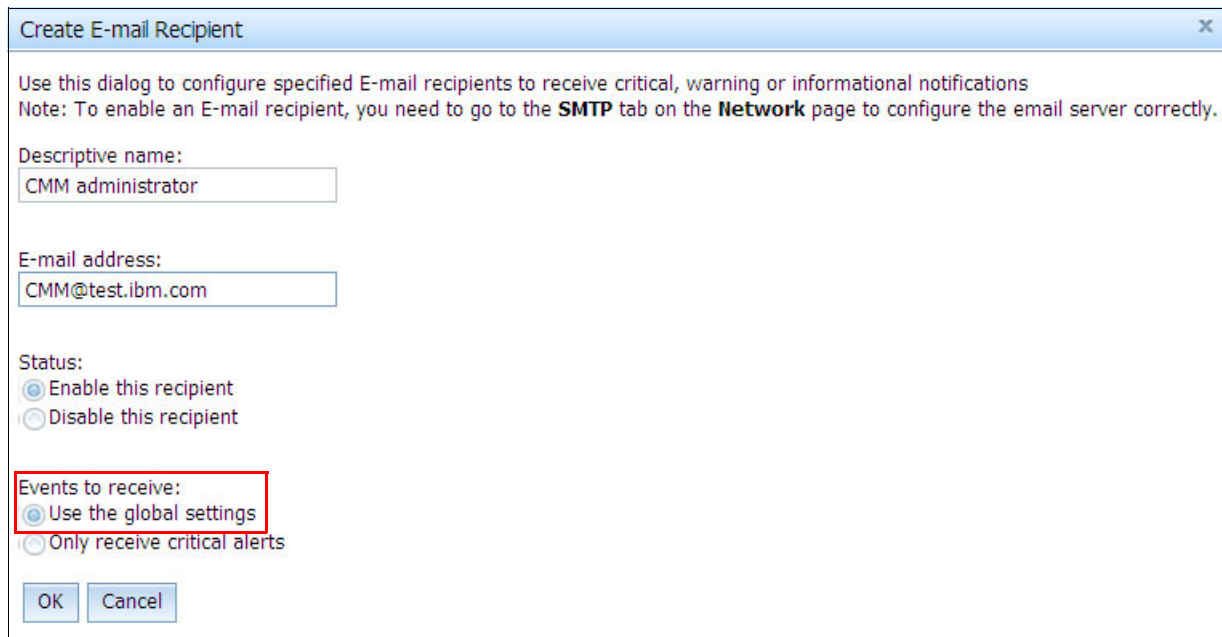 Create E-mail Recipient
x
Use this dialog to configure specified E-mail recipients to receive critical, warning or informational notifications
Note: To enable an E-mail recipient, you need to go to the SMTP tab on the Network page to configure the email server correctly.
Descriptive name:
CMM administrator
E-mail address:
CMM@test.ibm.com
Status:
Enable this recipient
Disable this recipient
Events to receive:
Use the global settings
Only receive critical alerts
OK Cancel